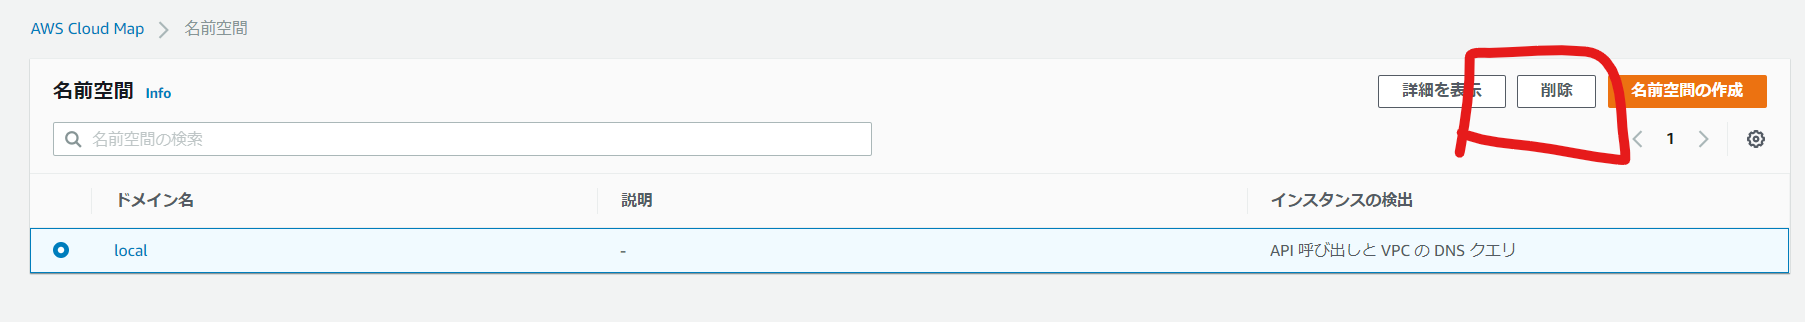 AWS Cloud Map > 名前空間
名前空間 Info 詳細を表示 削除 名前空間の作成
名前空間の検索 < 1 >
ドメイン名 説明 インスタンスの検出
local - API 呼び出しと VPC の DNS クエリ